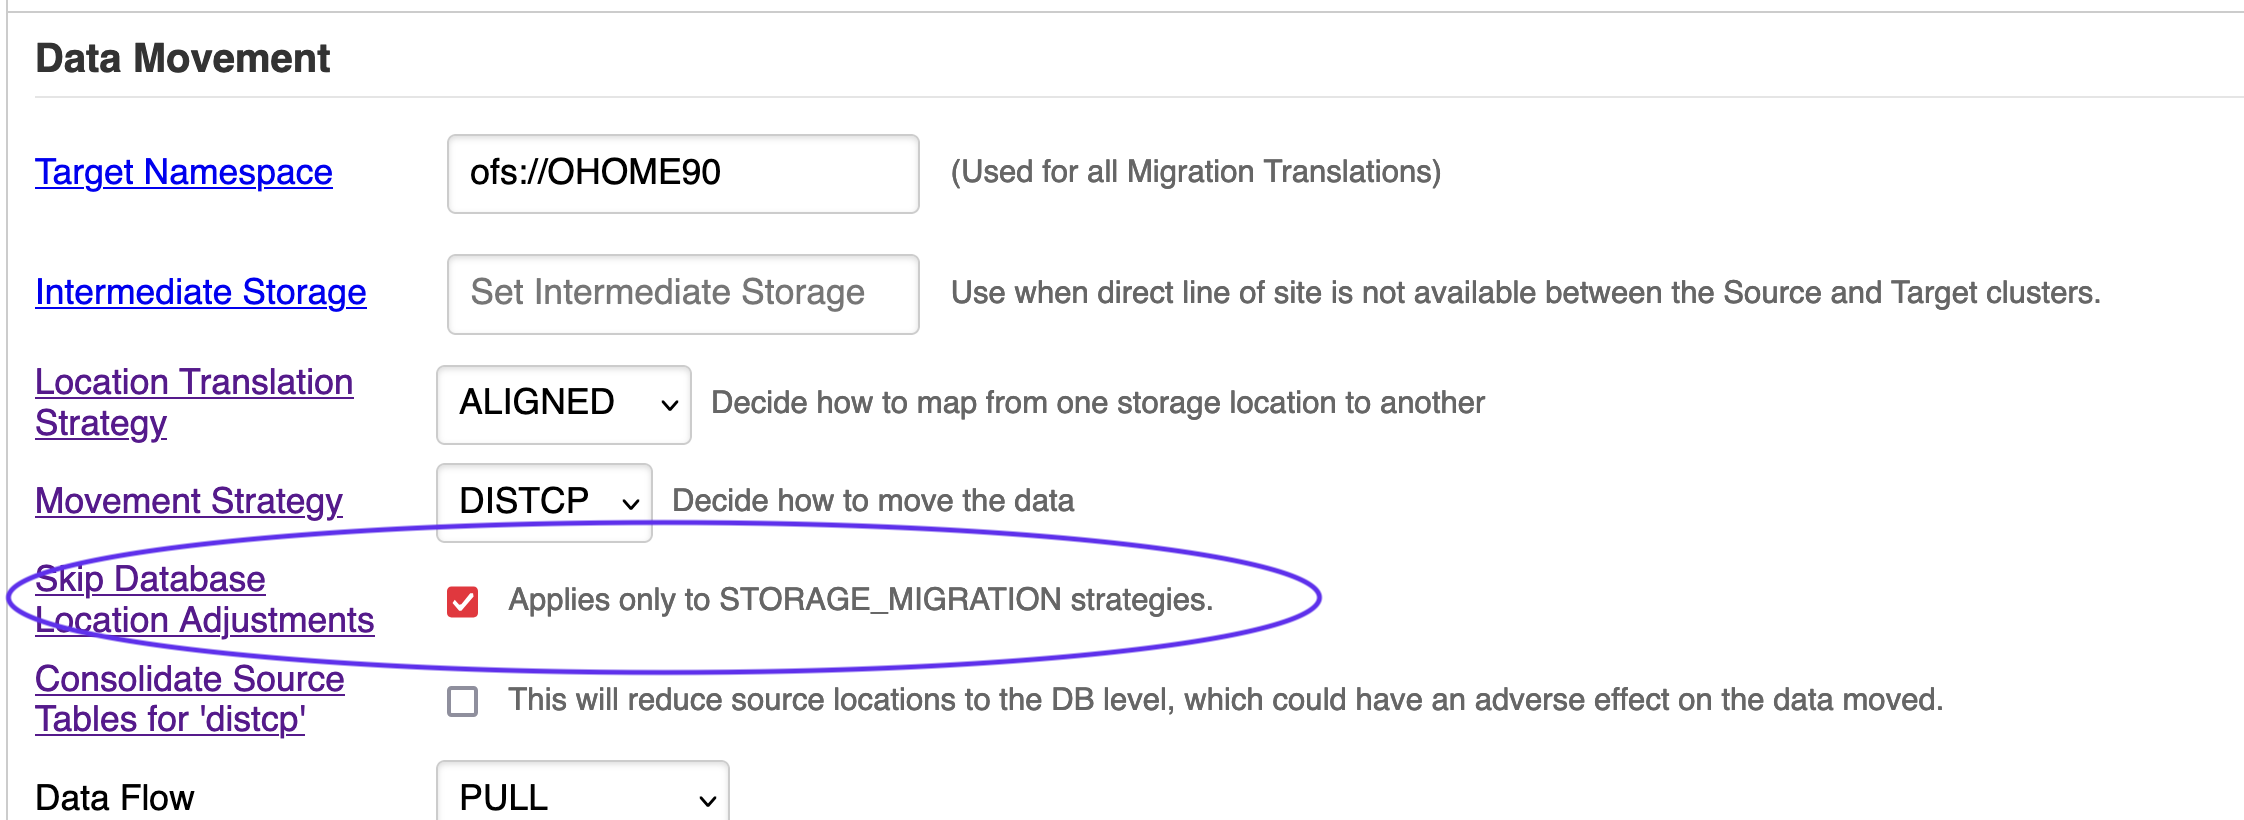 Data Movement
Target Namespace ofs://OHOME90 (Used for all Migration Translations)
Intermediate Storage Set Intermediate Storage Use when direct line of site is not available between the Source and Target clusters.
Location Translation
Strategy ALIGNED Decide how to map from one storage location to another
Movement Strategy DISTCP Decide how to move the data
Skip Database
Location Adjustments Applies only to STORAGE_MIGRATION strategies.
Consolidate Source
Tables for 'distcp' This will reduce source locations to the DB level, which could have an adverse effect on the data moved.
Data Flow PULL